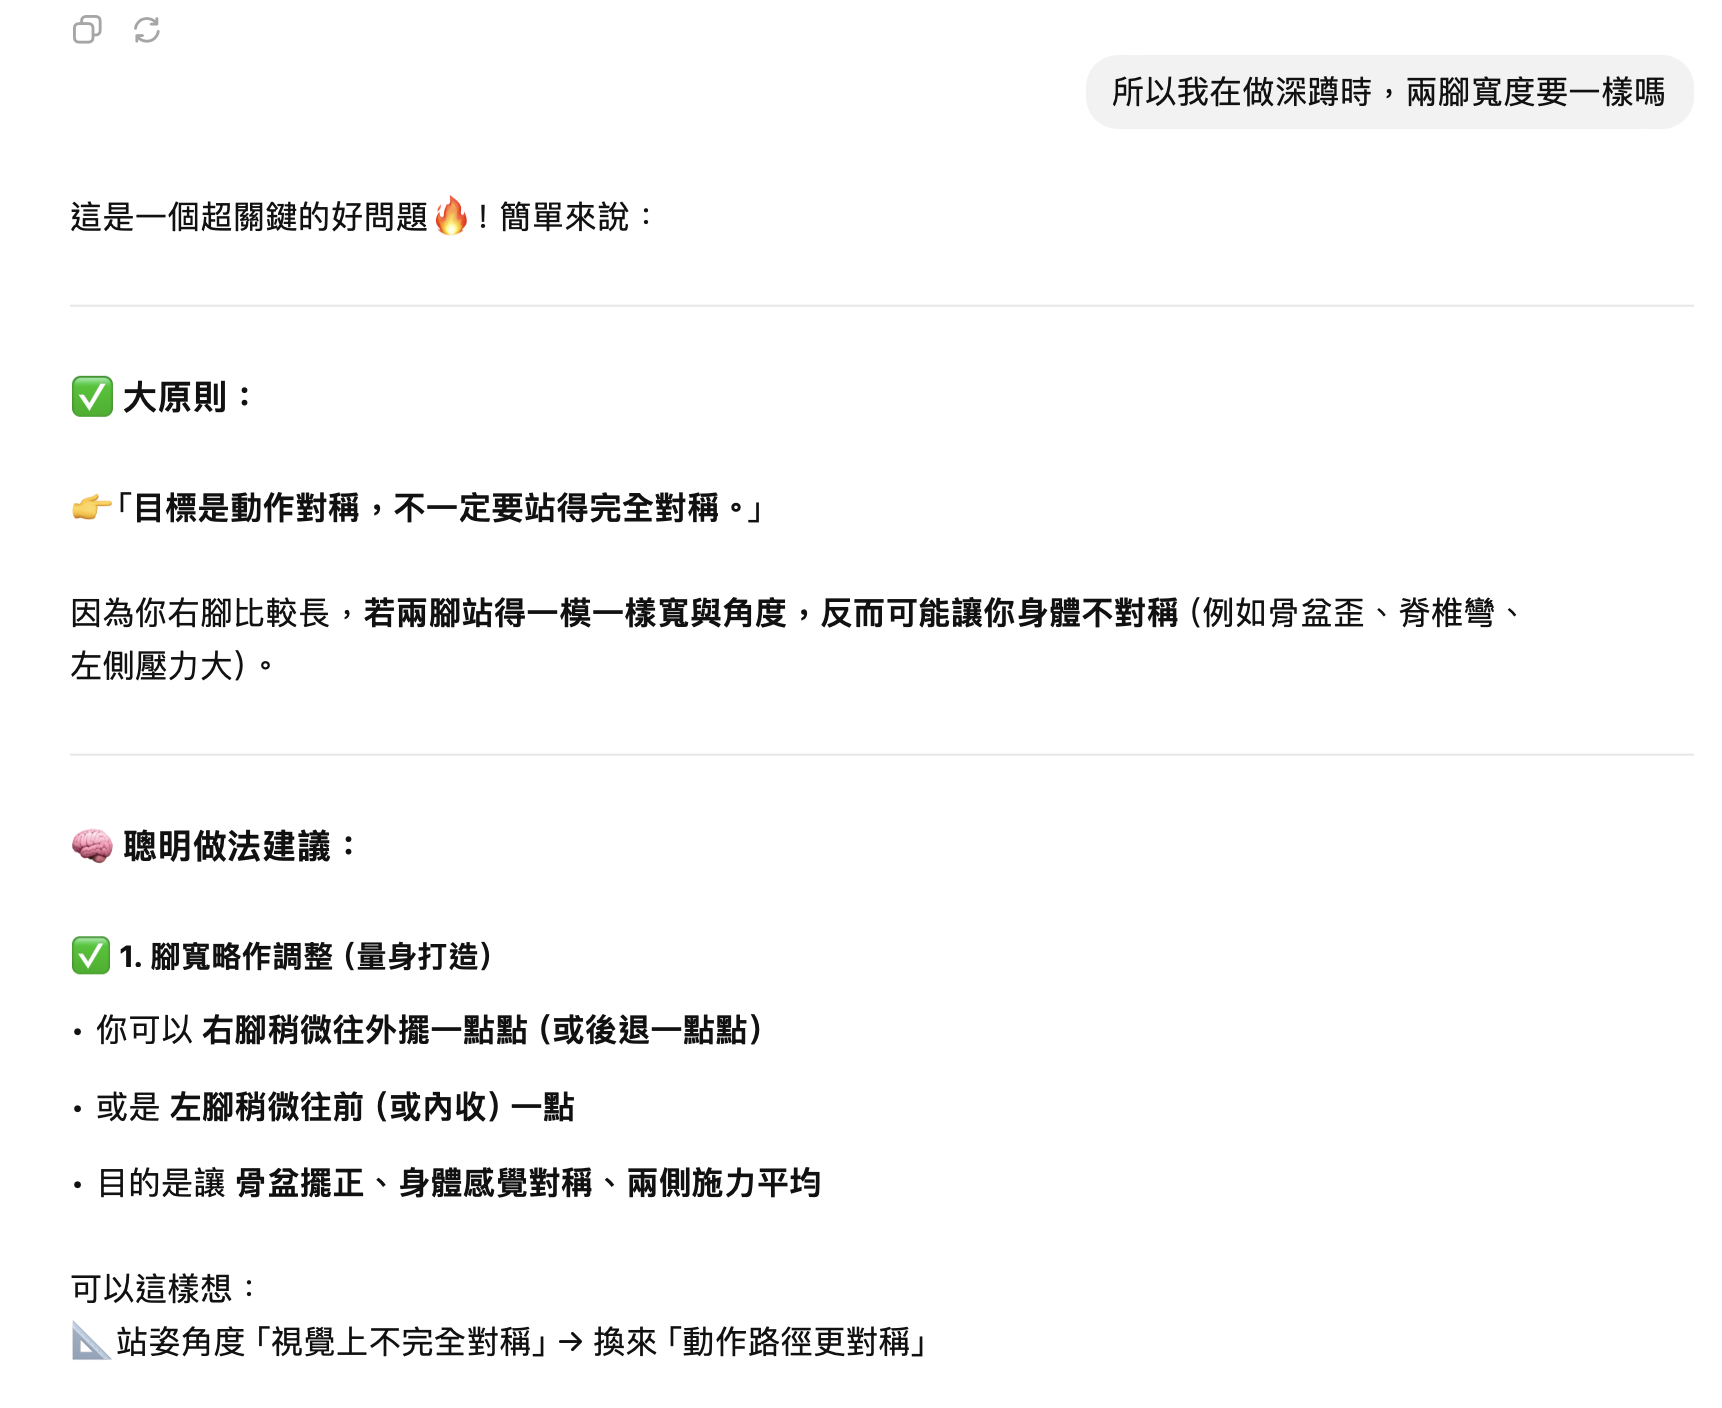 所以我在做深蹲時，兩腳寬度要一樣嗎
這是一個超關鍵的好問題🔥！簡單來說：
✅ 大原則：
👉「目標是動作對稱，不一定要站得完全對稱。」
因為你右腳比較長，若兩腳站得一模一樣寬與角度，反而可能讓你身體不對稱（例如骨盆歪、脊椎彎、
左側壓力大）。
🧠 聰明做法建議：
✅ 1. 腳寬略作調整（量身打造）
• 你可以 右腳稍微往外擺一點點（或後退一點點）
• 或是 左腳稍微往前（或內收）一點
• 目的是讓 骨盆擺正、身體感覺對稱、兩側施力平均
可以這樣想：
📐 站姿角度「視覺上不完全對稱」→ 換來「動作路徑更對稱」